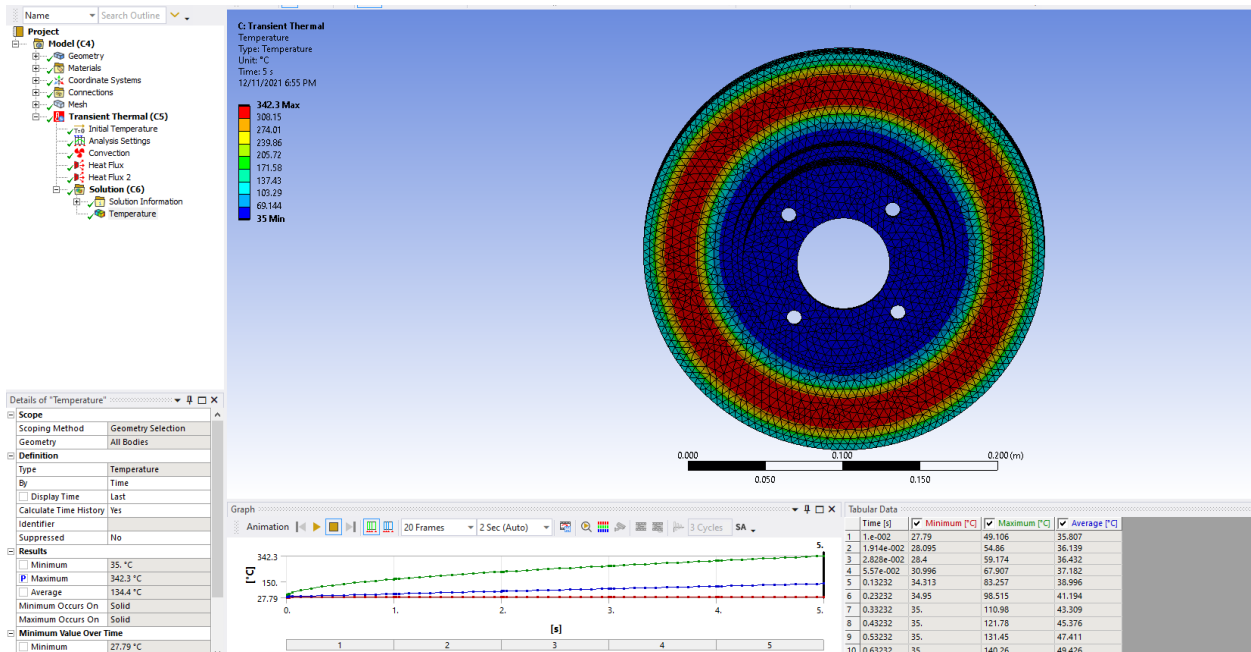 Name
Search Outline
Project
Model (C4)
Geometry
Materials
Coordinate Systems
Connections
Mesh
Transient Thermal (C5)
T=0 Initial Temperature
Analysis Settings
Convection
Heat Flux
Heat Flux 2
Solution (C6)
Solution Information
Temperature
C: Transient Thermal
Temperature
Type: Temperature
Unit: °C
Time: 5 s
12/11/2021 6:55 PM
342.3 Max
308.15
274.01
239.86
205.72
171.58
137.43
103.29
69.144
35 Min
0.000 0.100 0.200 (m)
0.050 0.150
Details of "Temperature"
Scope
Scoping Method Geometry Selection
Geometry All Bodies
Definition
Type Temperature
By Time
Display Time Last
Calculate Time History Yes
Identifier
Suppressed No
Results
Minimum 35. °C
P Maximum 342.3 °C
Average 134.4 °C
Minimum Occurs On Solid
Maximum Occurs On Solid
Minimum Value Over Time
Minimum 27.79 °C
Graph
Animation 20 Frames 2 Sec (Auto) 3 Cycles SA
5.
342.3
150.
27.79
[°C]
0. 1. 2. 3. 4. 5.
[s]
1 2 3 4 5
Tabular Data
Time [s] Minimum [°C] Maximum [°C] Average [°C]
1 1.e-002 27.79 49.106 35.807
2 1.914e-002 28.095 54.86 36.139
3 2.828e-002 28.4 59.174 36.432
4 5.57e-002 30.996 67.907 37.182
5 0.13232 34.313 83.257 38.996
6 0.23232 34.95 98.515 41.194
7 0.33232 35. 110.98 43.309
8 0.43232 35. 121.78 45.376
9 0.53232 35. 131.45 47.411
10 0.63232 35. 140.26 49.426